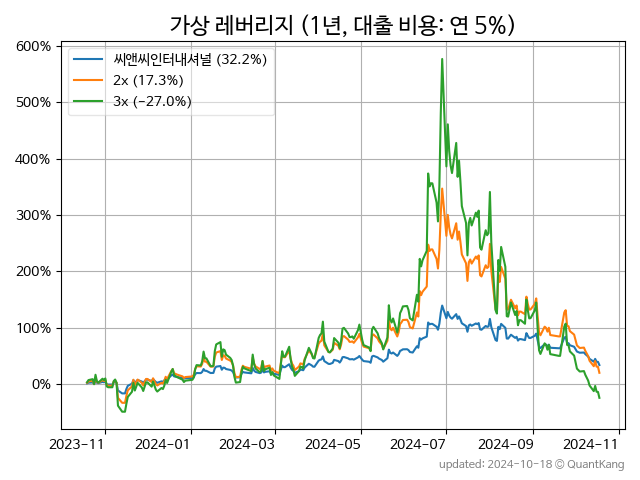 가상 레버리지 (1년, 대출 비용: 연 5%)
600%
500%
400%
300%
200%
100%
0%
씨앤씨인터내셔널 (32.2%)
2x (17.3%)
3x (-27.0%)
2023-11
2024-01
2024-03
2024-05
2024-07
2024-09
2024-11
updated: 2024-10-18 © QuantKang